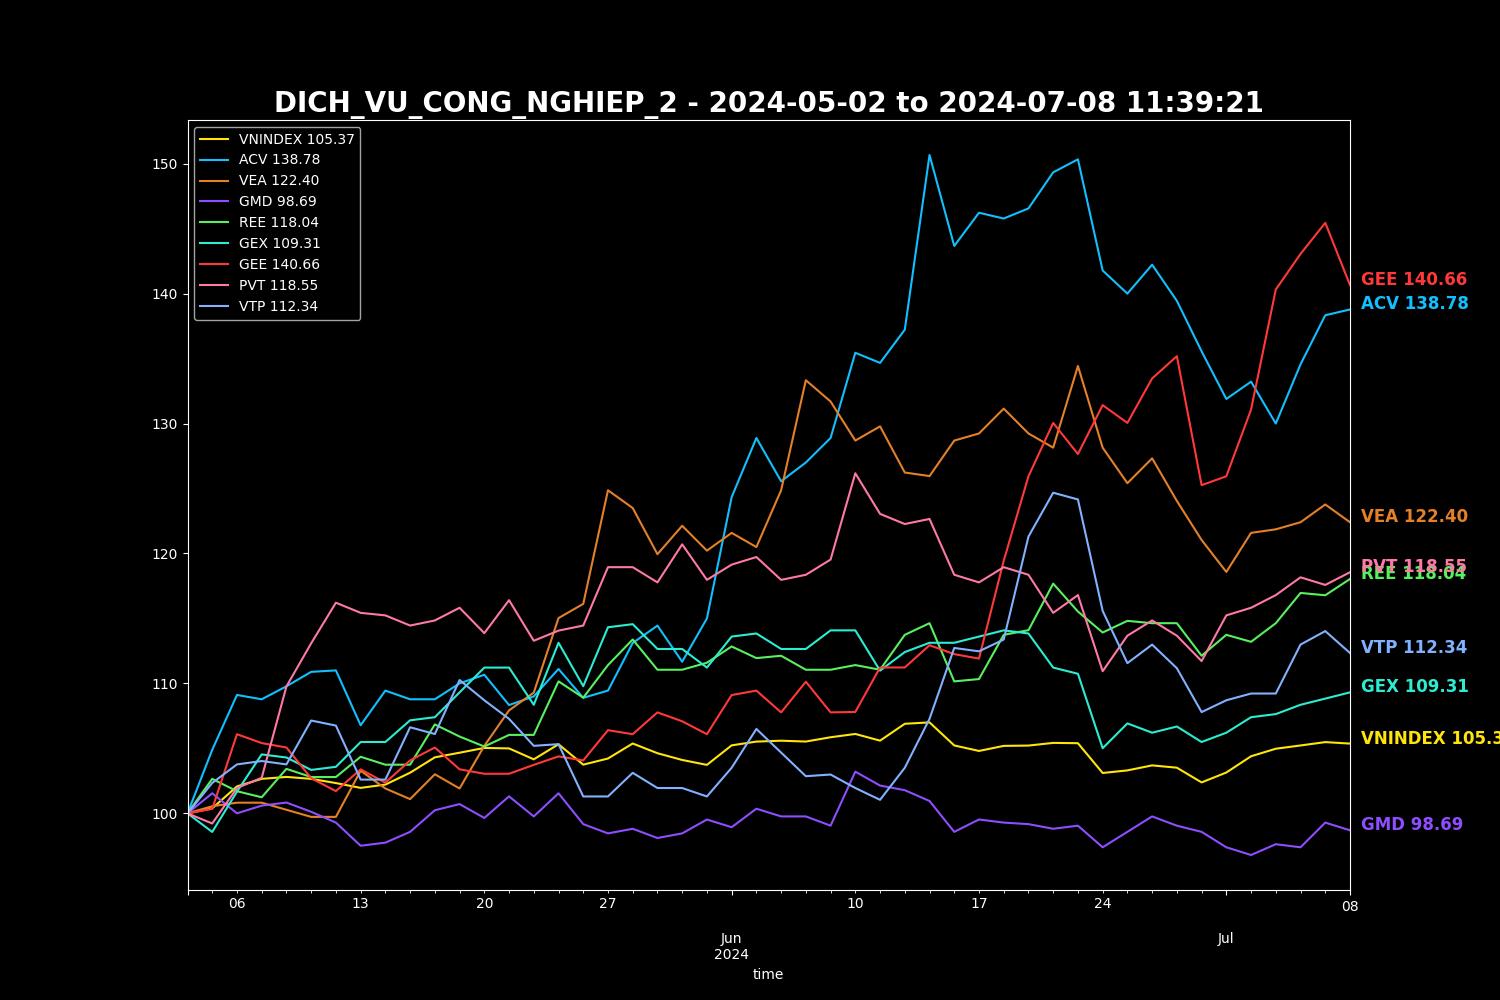 DICH_VU_CONG_NGHIEP_2 - 2024-05-02 to 2024-07-08 11:39:21
VNINDEX 105.37
ACV 138.78
VEA 122.40
GMD 98.69
REE 118.04
GEX 109.31
GEE 140.66
PVT 118.55
VTP 112.34
150
140
130
120
110
100
GEE 140.66
ACV 138.78
VEA 122.40
PVT 118.55
REE 118.04
VTP 112.34
GEX 109.31
VNINDEX 105.3
GMD 98.69
06 13 20 27 10 17 24 08
Jun Jul
2024
time